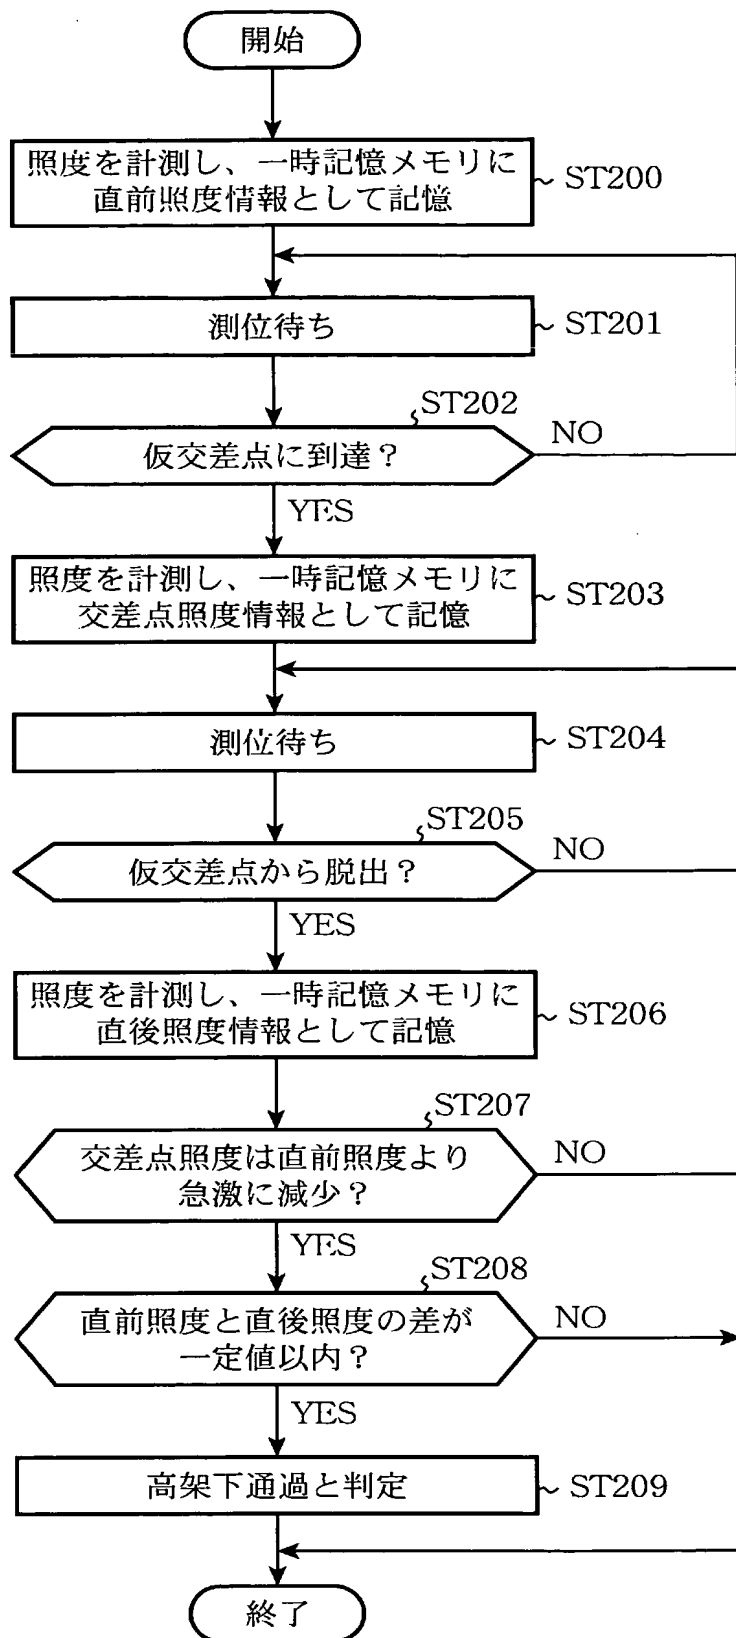 開始
照度を計測し、一時記憶メモリに
直前照度情報として記憶
ST200
測位待ち
ST201
ST202
仮交差点に到達？
NO
YES
照度を計測し、一時記憶メモリに
交差点照度情報として記憶
ST203
測位待ち
ST204
ST205
仮交差点から脱出？
NO
YES
照度を計測し、一時記憶メモリに
直後照度情報として記憶
ST206
ST207
交差点照度は直前照度より
急激に減少？
NO
YES
ST208
直前照度と直後照度の差が
一定値以内？
NO
YES
高架下通過と判定
ST209
終了